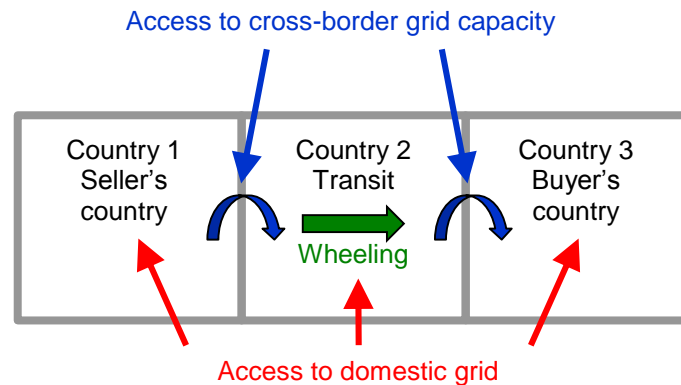 Access to cross-border grid capacity
Country 1
Seller's
country
Country 2
Transit
Country 3
Buyer's
country
Wheeling
Access to domestic grid